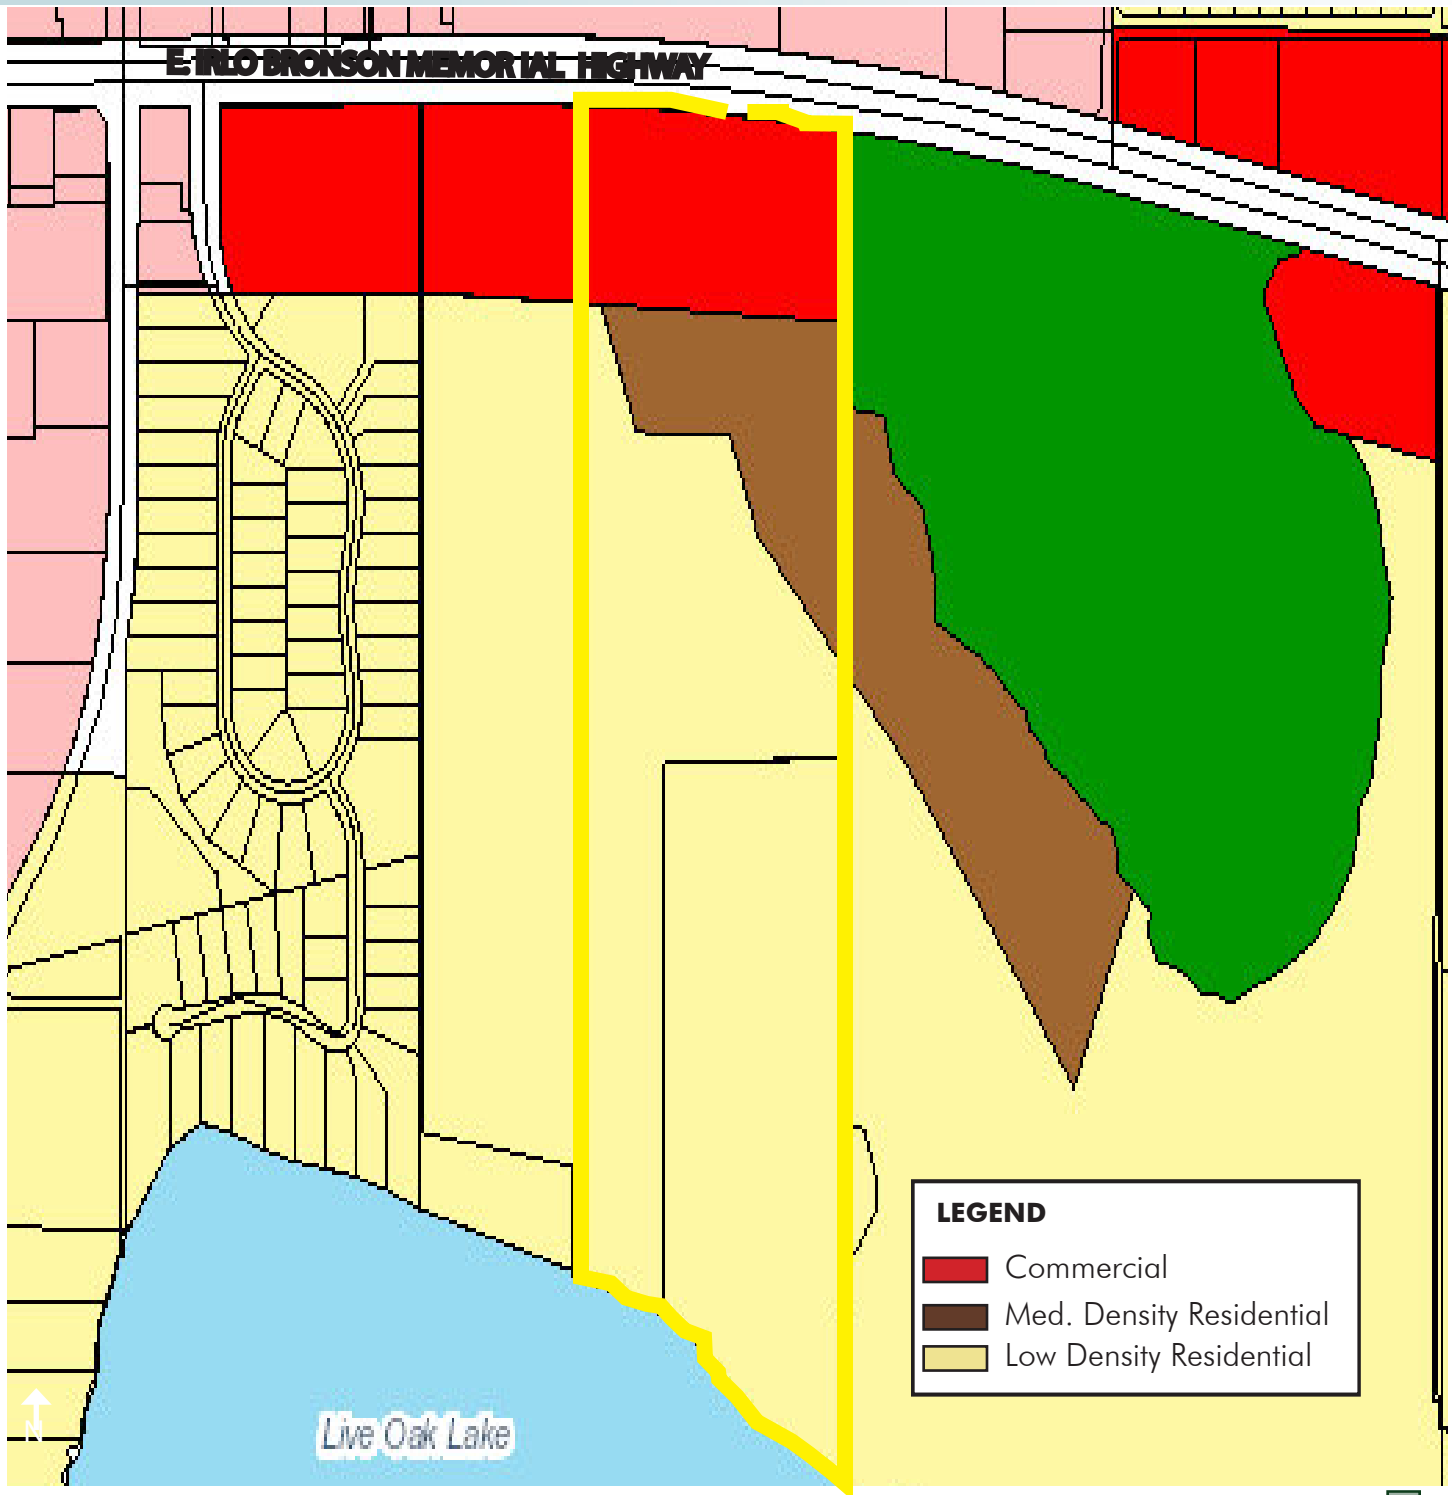 E. IRLO BRONSON MEMORIAL HIGHWAY
LEGEND
Commercial
Med. Density Residential
Low Density Residential
N
Live Oak Lake